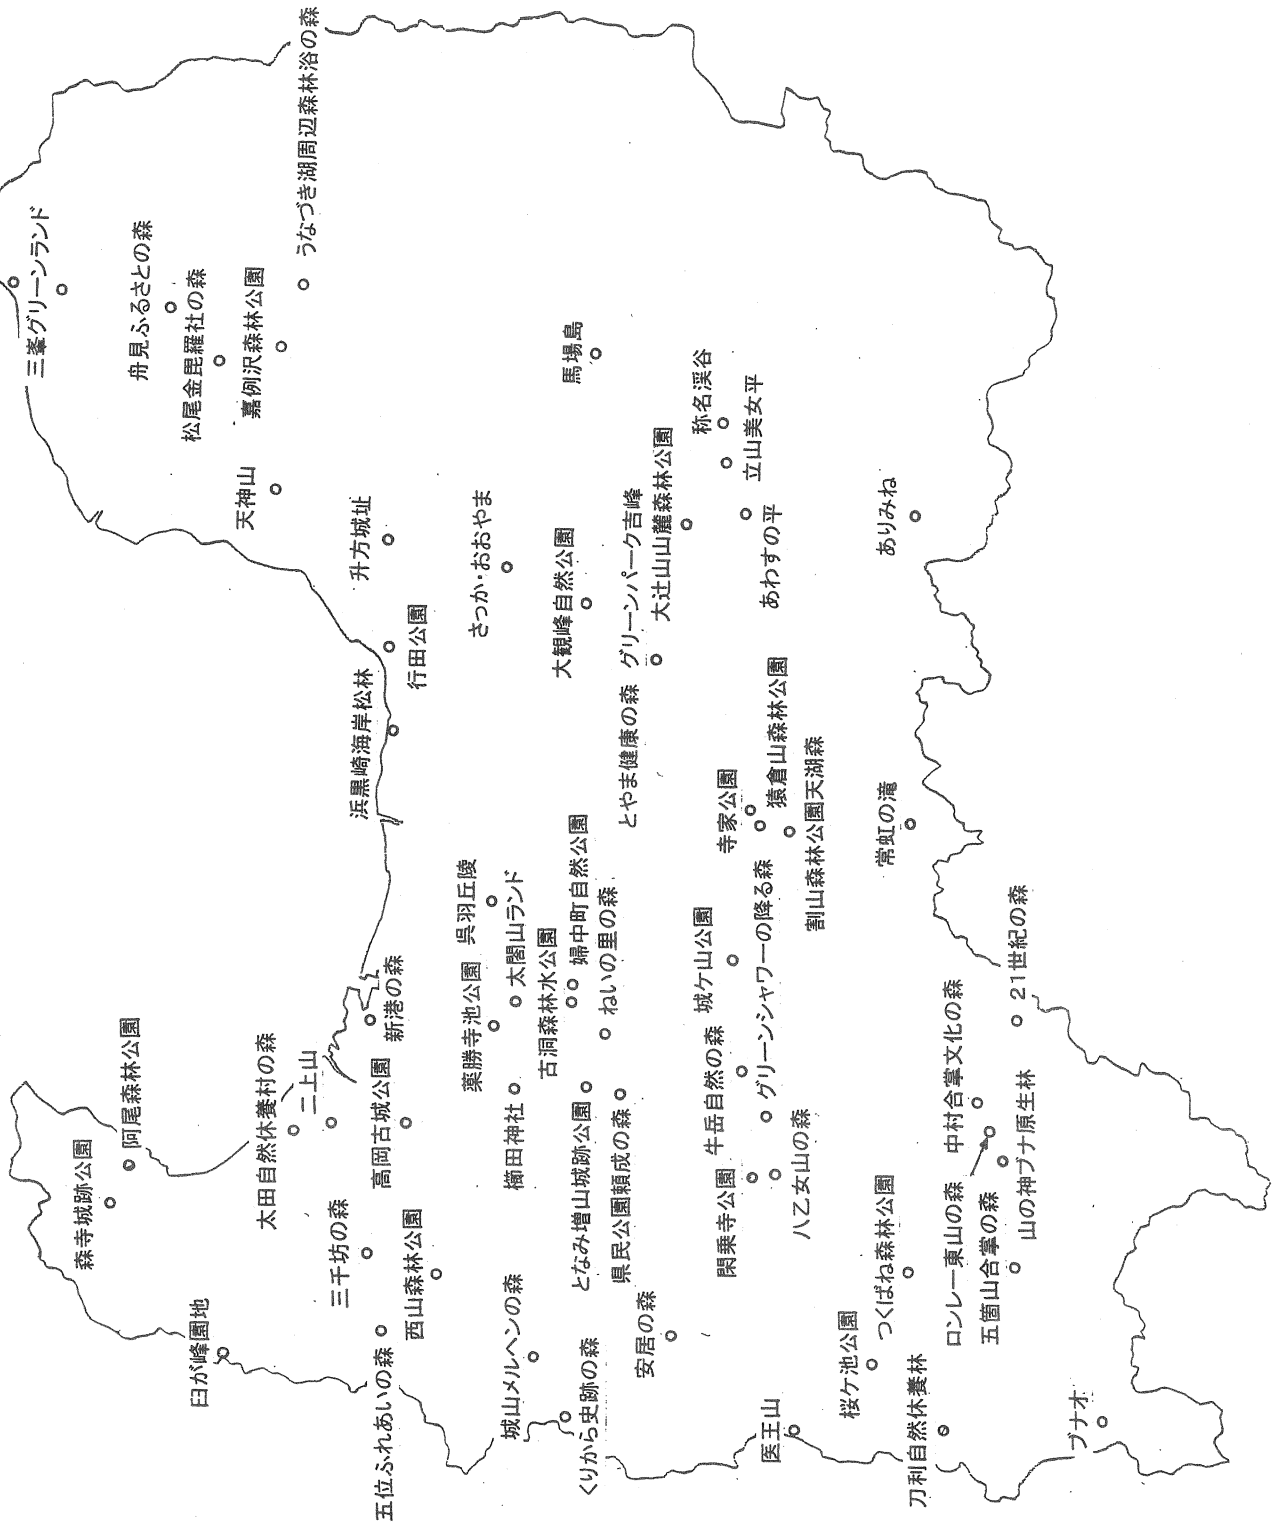 三峯グリーンランド
舟見ふるさとの森
松尾金毘羅社の森
嘉例沢森林公園
うなづき湖周辺森林浴の森
天神山
升方城址
行田公園
浜黒崎海岸松林
馬場島
称名渓谷
立山美女平
さっか・おおやま
大観峰自然公園
グリーンパーク吉峰
大辻山山麓森林公園
あわすの平
ありみね
とやま健康の森
寺家公園
猿倉山森林公園
割山森林公園天湖森
常虹の滝
呉羽丘陵
太閤山ランド
薬勝寺池公園
古洞森林水公園
婦中町自然公園
ねいの里の森
城ケ山公園
グリーンシャワーの降る森
牛岳自然の森
21世紀の森
新港の森
阿尾森林公園
森寺城跡公園
太田自然休養村の森
二上山
高岡古城公園
櫛田神社
となみ増山城跡公園
県民公園頼成の森
閑乗寺公園
八乙女山の森
中村合掌文化の森
ロンレー東山の森
五箇山合掌の森
山の神ブナ原生林
つくばね森林公園
臼が峰園地
三千坊の森
西山森林公園
五位ふれあいの森
城山メルヘンの森
くりから史跡の森
安居の森
医王山
桜ケ池公園
刀利自然休養林
ブナオ